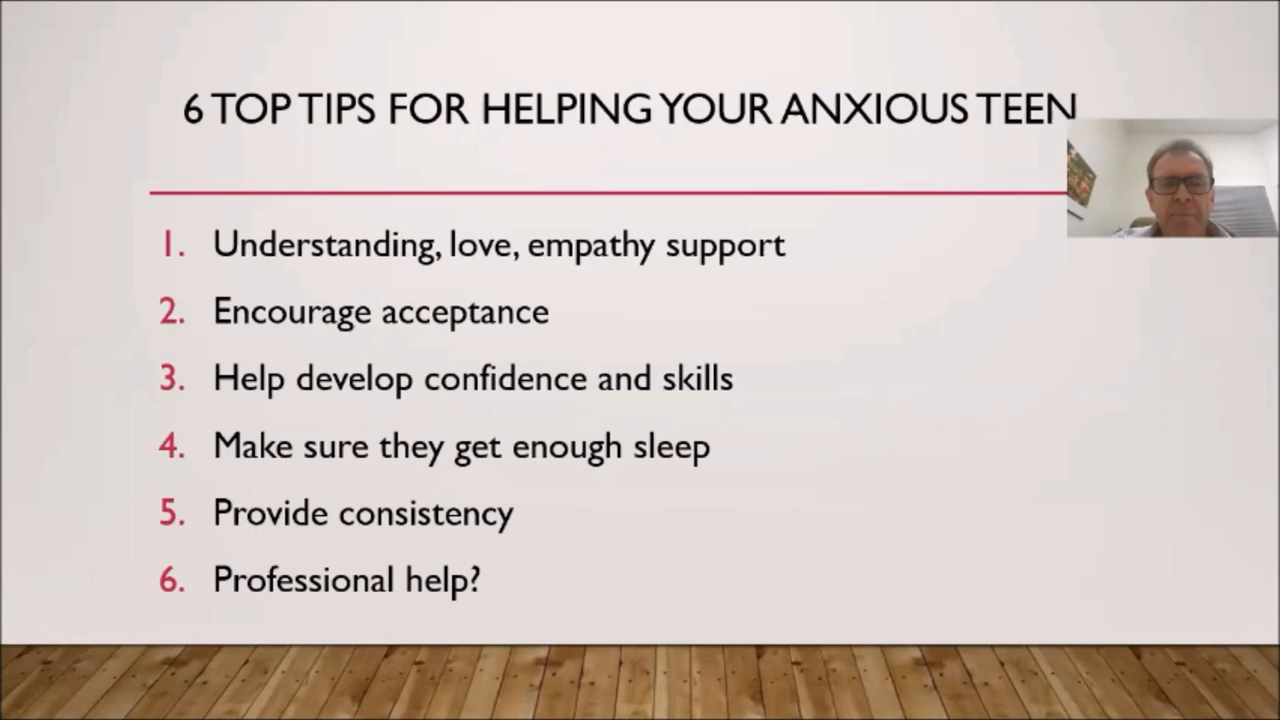 6 TOP TIPS FOR HELPING YOUR ANXIOUS TEEN
1. Understanding, love, empathy support
2. Encourage acceptance
3. Help develop confidence and skills
4. Make sure they get enough sleep
5. Provide consistency
6. Professional help?